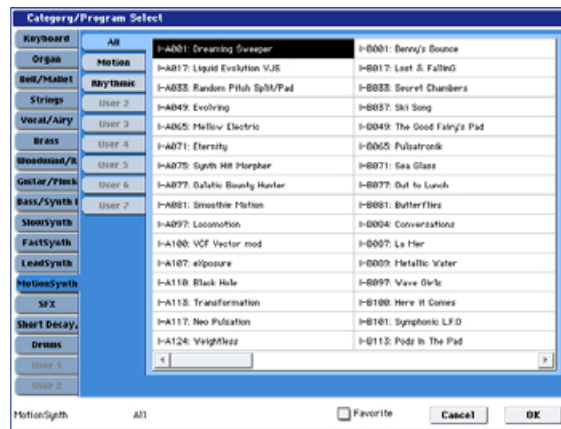 Category/Program Select
Keyboard
Organ
Bell/Mallet
Strings
Vocal/Airy
Brass
Woodwind/R
Guitar/Pluck
Bass/Synth
SlowSynth
FastSynth
LeadSynth
MotionSynth
SFX
Short Decay,
Drums
User 1
User 2
All
Motion
Rhythmic
User 2
User 3
User 4
User 5
User 6
User 7
I-A001: Dreaming Sweeper
I-A017: Liquid Evolution VJS
I-A033: Random Pitch Split/Pad
I-A049: Evolving
I-A065: Mellow Electric
I-A071: Eternity
I-A075: Synth Hit Morpher
I-A077: Galatic Bounty Hunter
I-A081: Smoothie Motion
I-A097: Locomotion
I-A100: VCF Vector mod
I-A107: eXposure
I-A110: Black Hole
I-A113: Transformation
I-A117: Neo Pulsation
I-A124: Weightless
I-B001: Benny's Bounce
I-B017: Lost & FallinG
I-B033: Secret Chambers
I-B037: Ski Song
I-B049: The Good Fairy's Pad
I-B065: Pulsatronik
I-B071: Sea Glass
I-B077: Out to Lunch
I-B081: Butterflies
Conversations
La Mer
Metallic Water
I-B097: Wave Girlz
I-B100: Here It Comes
I-B101: Symphonic L.F.O
I-B113: Pods In The Pad
MotionSynth
All
Favorite
Cancel
OK